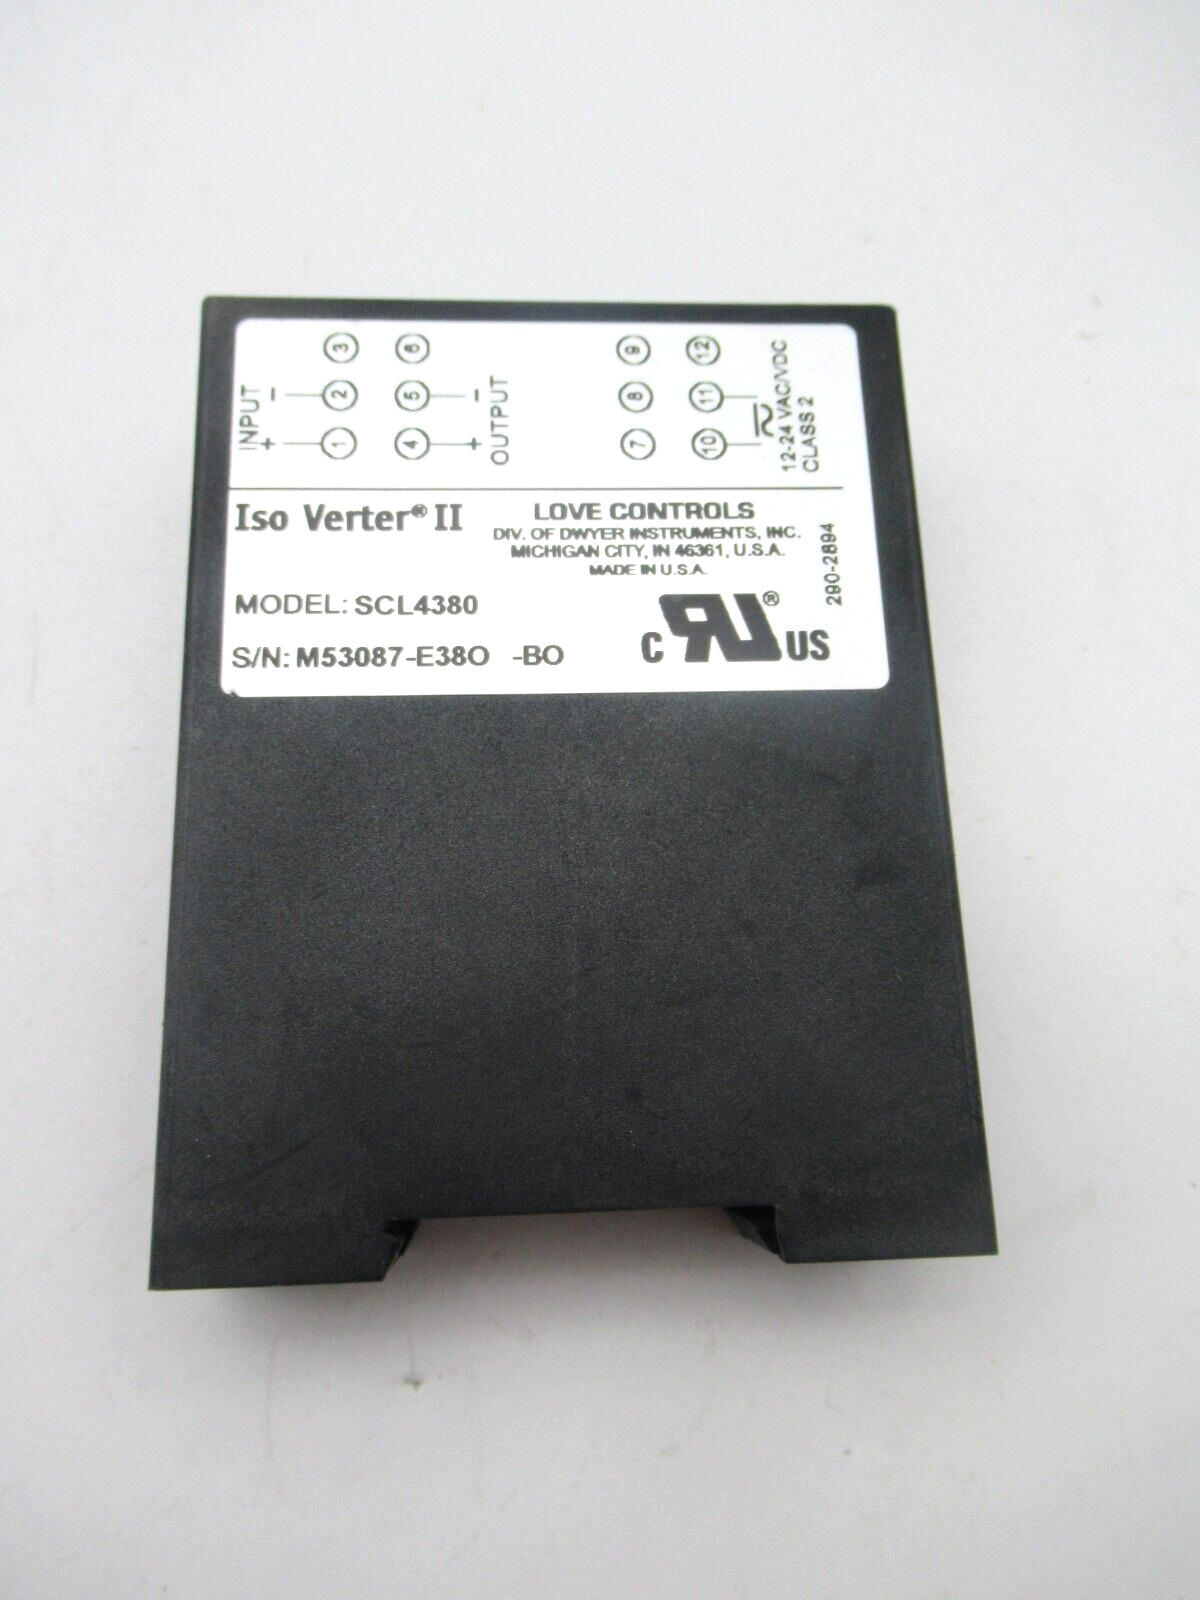 INPUT
+ -
1 2 3
4 5 6
+ -
OUTPUT
7 8 9
10 11 12
12-24 VAC/VDC
CLASS 2
Iso Verter® II
LOVE CONTROLS
DIV. OF DWYER INSTRUMENTS, INC.
MICHIGAN CITY, IN 46361, U.S.A.
MADE IN U.S.A.
290-2894
MODEL: SCL4380
S/N: M53087-E38O -BO
C RU® US